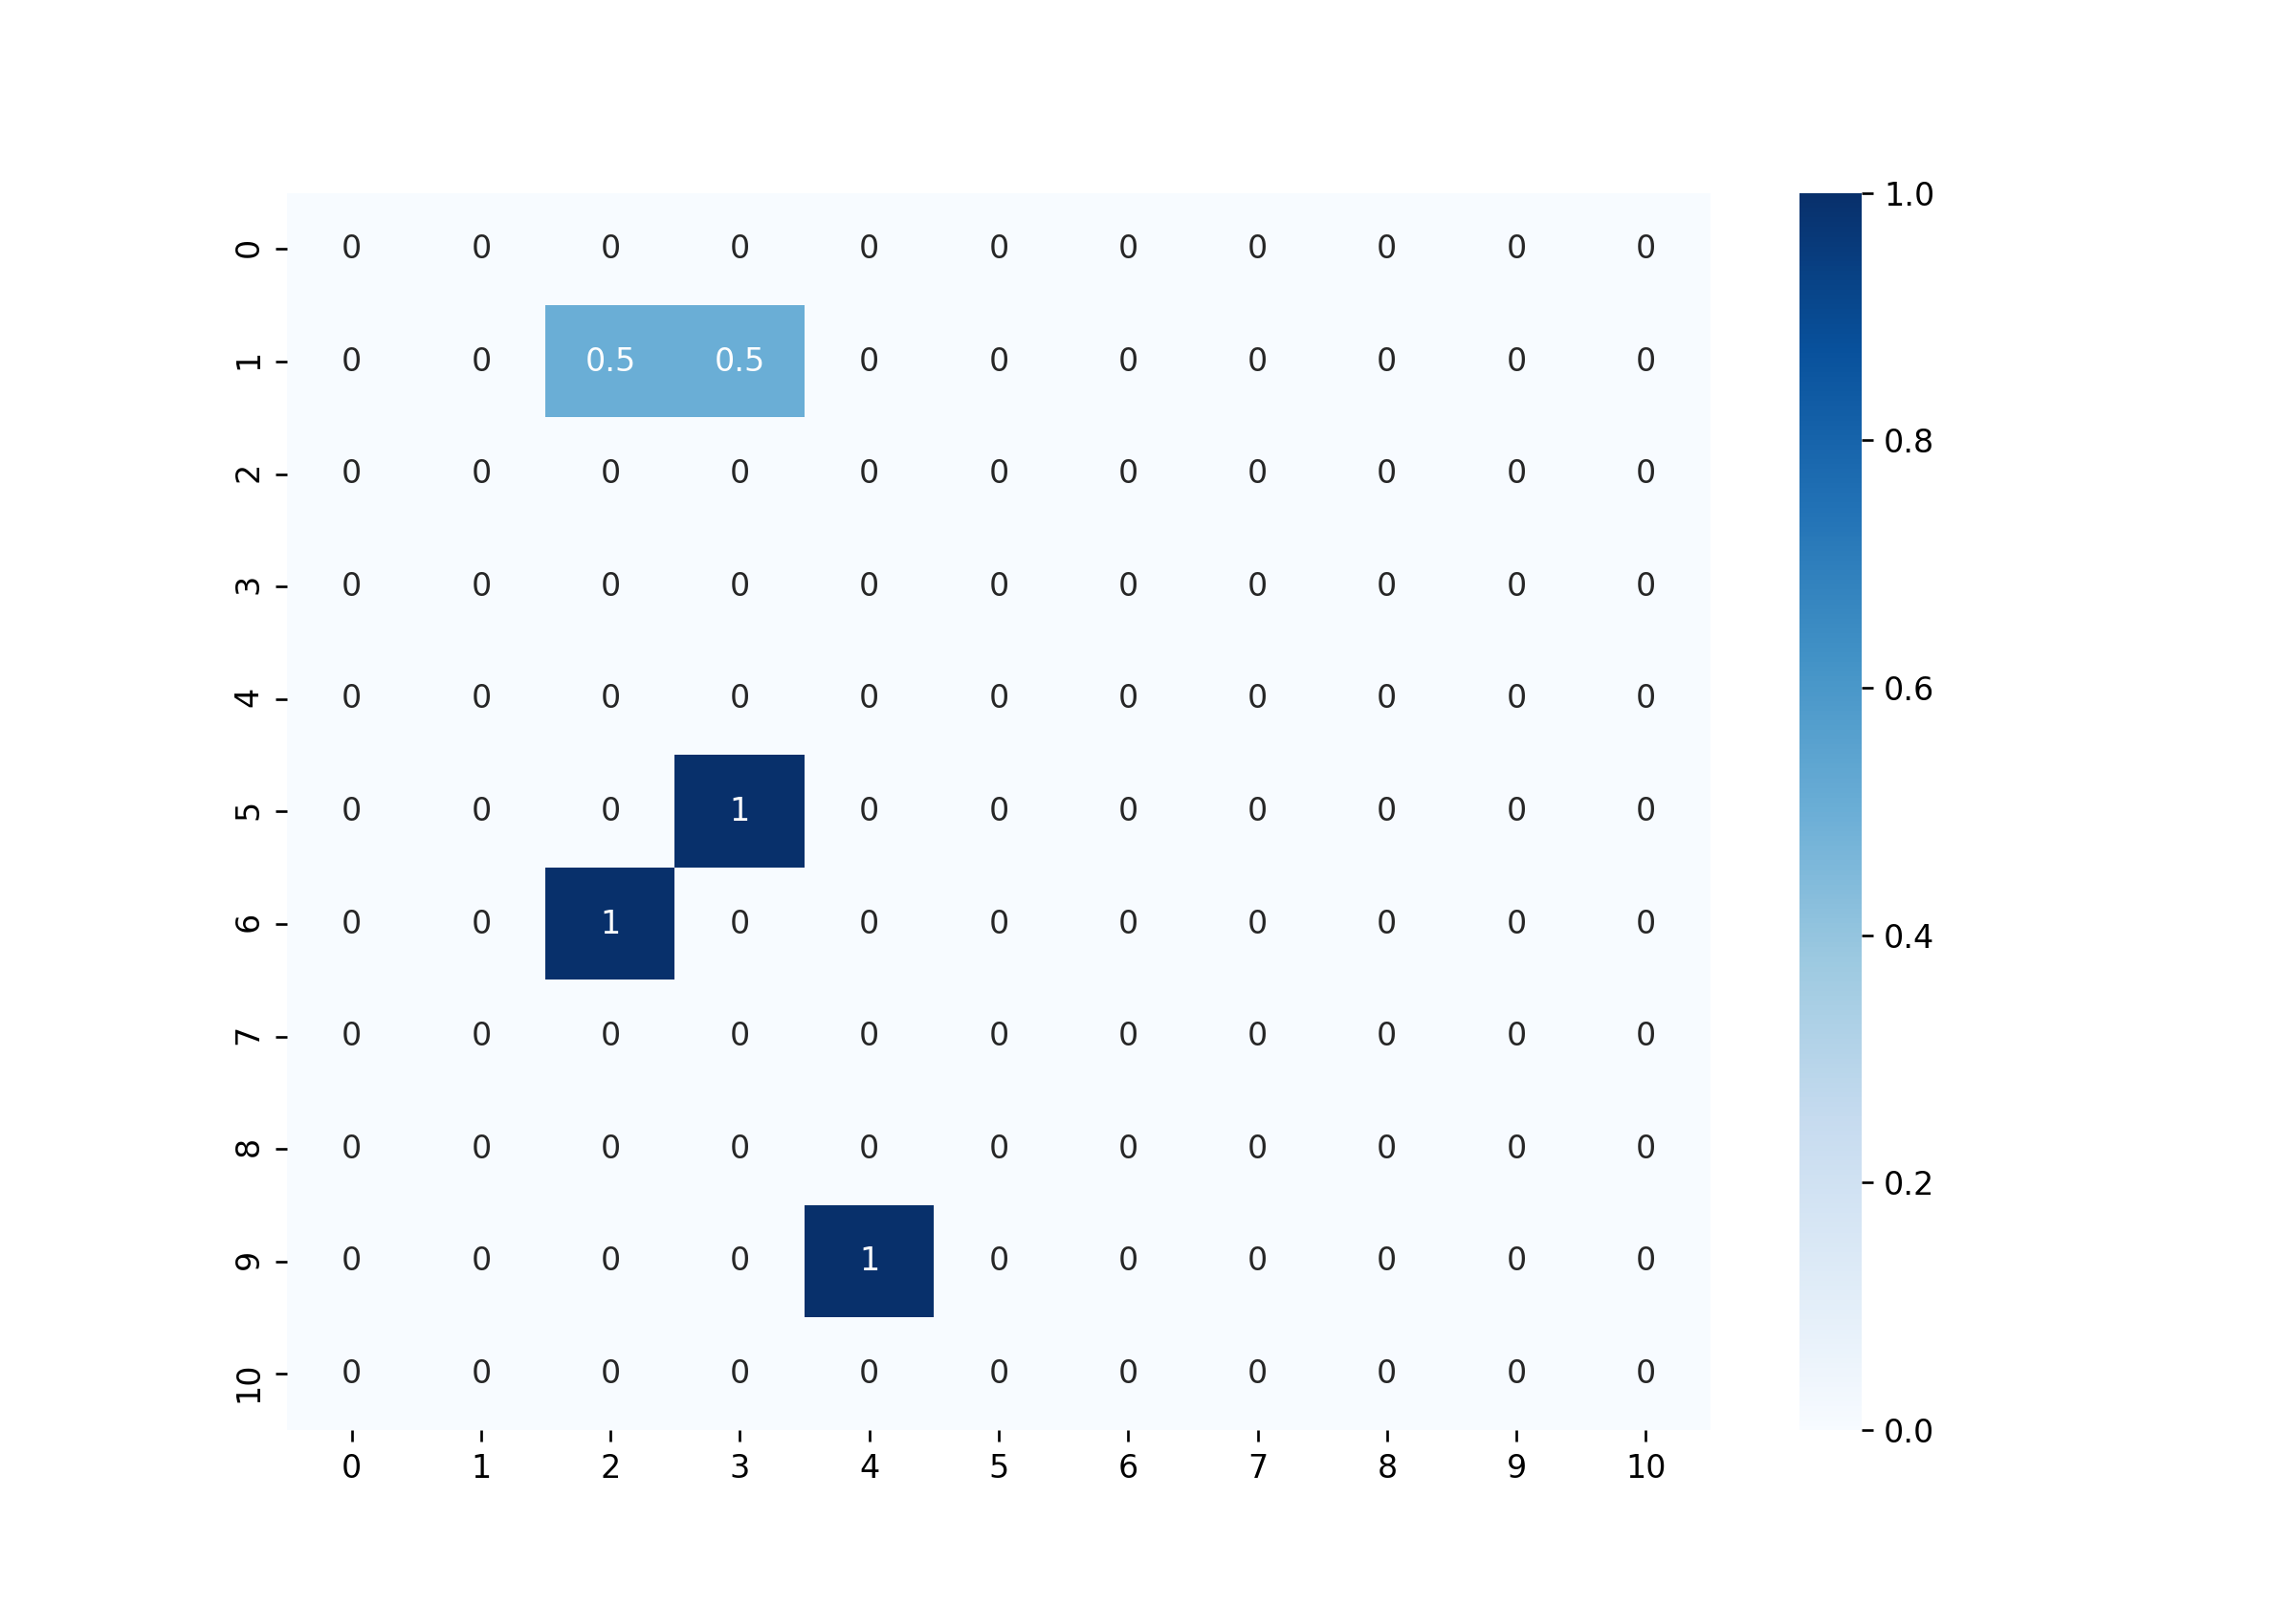 0 0 0 0 0 0 0 0 0 0 0 0
1 0 0 0.5 0.5 0 0 0 0 0 0 0
2 0 0 0 0 0 0 0 0 0 0 0
3 0 0 0 0 0 0 0 0 0 0 0
4 0 0 0 0 0 0 0 0 0 0 0
5 0 0 0 1 0 0 0 0 0 0 0
6 0 0 1 0 0 0 0 0 0 0 0
7 0 0 0 0 0 0 0 0 0 0 0
8 0 0 0 0 0 0 0 0 0 0 0
9 0 0 0 0 1 0 0 0 0 0 0
10 0 0 0 0 0 0 0 0 0 0 0
0 1 2 3 4 5 6 7 8 9 10
1.0
0.8
0.6
0.4
0.2
0.0